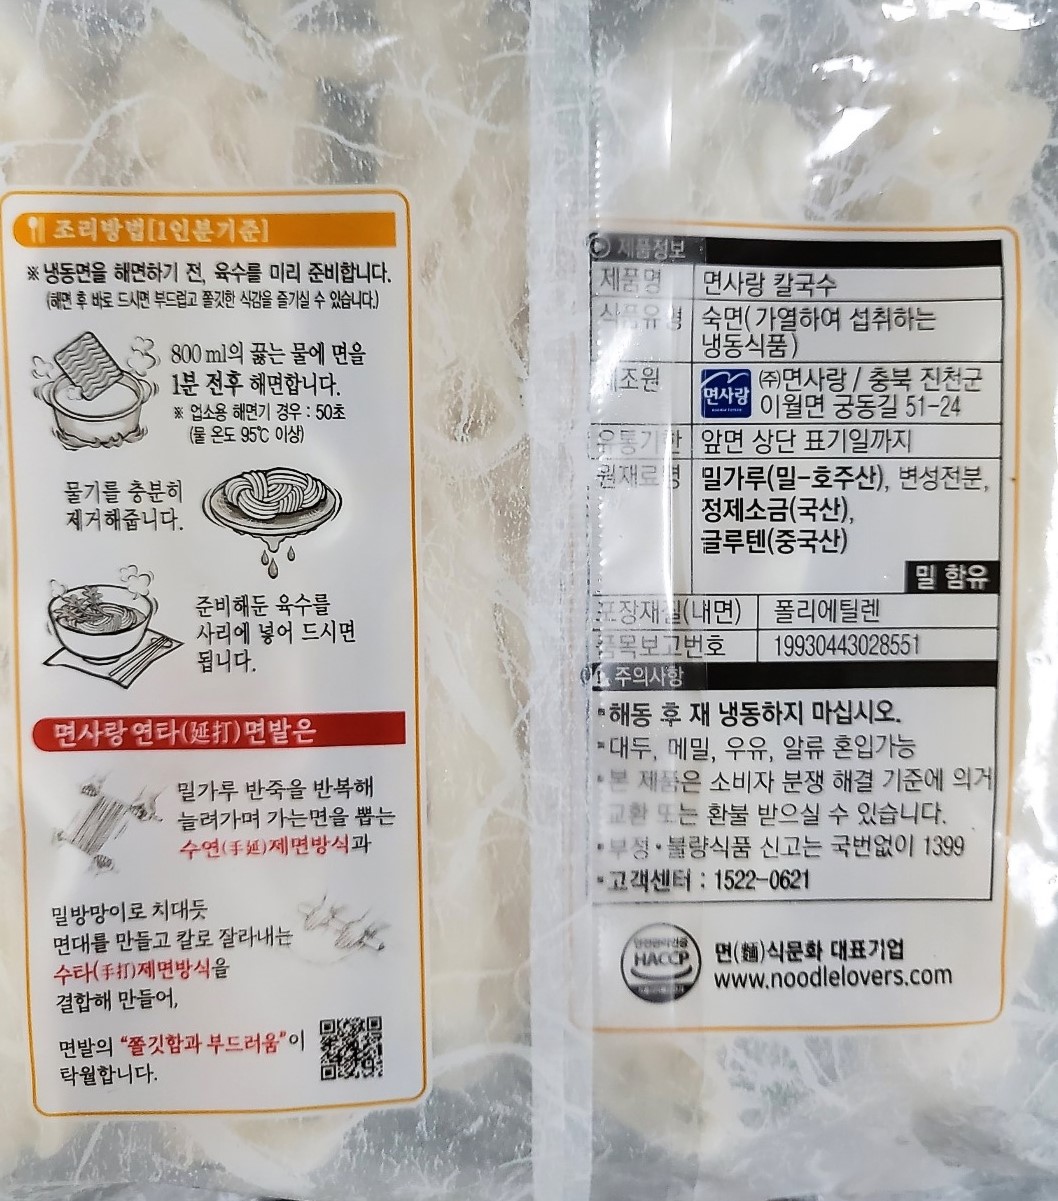 조리방법[1인분기준]
※ 냉동면을 해면하기 전, 육수를 미리 준비합니다.
(해면 후 바로 드시면 부드럽고 쫄깃한 식감을 즐기실 수 있습니다.)
800 ml의 끓는 물에 면을
1분 전후 해면합니다.
※ 업소용 해면기 경우 : 50초
(물 온도 95℃ 이상)
물기를 충분히
제거해줍니다.
준비해둔 육수를
사리에 넣어 드시면
됩니다.
면사랑 연타(延打)면발은
밀가루 반죽을 반복해
늘려가며 가는면을 뽑는
수연(手延)제면방식과
밀방망이로 치대듯
면대를 만들고 칼로 잘라내는
수타(手打)제면방식을
결합해 만들어,
면발의 “쫄깃함과 부드러움”이
탁월합니다.
제품정보
제품명 면사랑 칼국수
식품유형 숙면(가열하여 섭취하는
냉동식품)
제조원 면사랑 ㈜면사랑 / 충북 진천군
이월면 궁동길 51-24
유통기한 앞면 상단 표기일까지
원재료명 밀가루(밀-호주산), 변성전분,
정제소금(국산),
글루텐(중국산)
밀 함유
포장재질(내면) 폴리에틸렌
품목보고번호 19930443028551
주의사항
•해동 후 재 냉동하지 마십시오.
•대두, 메밀, 우유, 알류 혼입가능
•본 제품은 소비자 분쟁 해결 기준에 의거
교환 또는 환불 받으실 수 있습니다.
•부정•불량식품 신고는 국번없이 1399
•고객센터 : 1522-0621
HACCP
면(麵)식문화 대표기업
www.noodlelovers.com